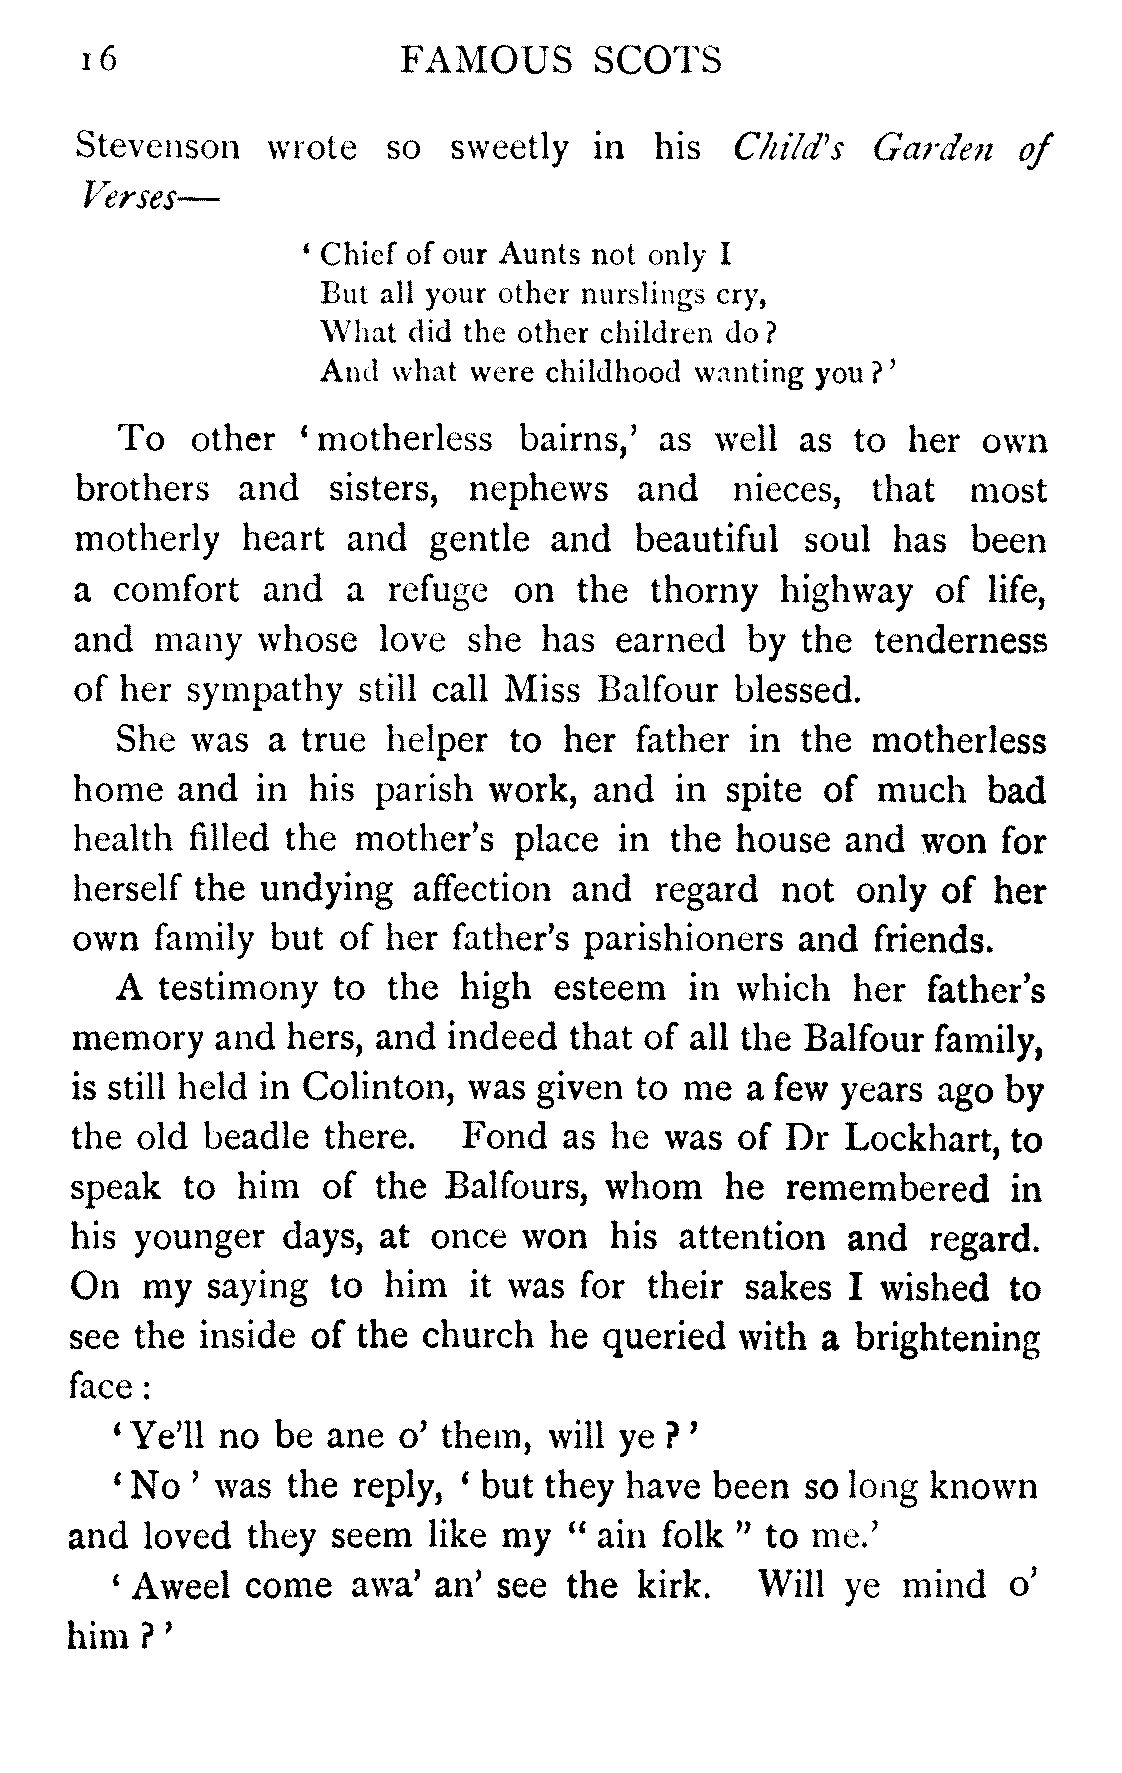 16 FAMOUS SCOTS
Stevenson wrote so sweetly in his Child's Garden of
Verses—
‘ Chief of our Aunts not only I
But all your other nurslings cry,
What did the other children do ?
And what were childhood wanting you ? ’
To other ‘ motherless bairns,’ as well as to her own
brothers and sisters, nephews and nieces, that most
motherly heart and gentle and beautiful soul has been
a comfort and a refuge on the thorny highway of life,
and many whose love she has earned by the tenderness
of her sympathy still call Miss Balfour blessed.
She was a true helper to her father in the motherless
home and in his parish work, and in spite of much bad
health filled the mother's place in the house and won for
herself the undying affection and regard not only of her
own family but of her father's parishioners and friends.
A testimony to the high esteem in which her father's
memory and hers, and indeed that of all the Balfour family,
is still held in Colinton, was given to me a few years ago by
the old beadle there. Fond as he was of Dr Lockhart, to
speak to him of the Balfours, whom he remembered in
his younger days, at once won his attention and regard.
On my saying to him it was for their sakes I wished to
see the inside of the church he queried with a brightening
face :
‘ Ye'll no be ane o' them, will ye ? ’
‘ No ’ was the reply, ‘ but they have been so long known
and loved they seem like my “ ain folk ” to me.’
‘ Aweel come awa' an' see the kirk. Will ye mind o'
him ? ’